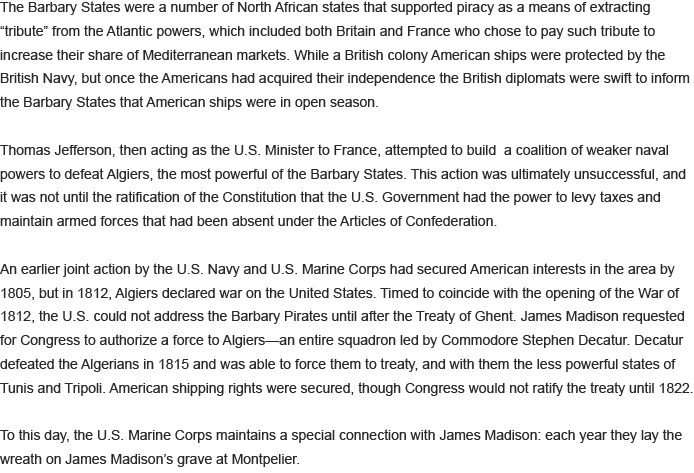 The Barbary States were a number of North African states that supported piracy as a means of extracting
“tribute” from the Atlantic powers, which included both Britain and France who chose to pay such tribute to
increase their share of Mediterranean markets. While a British colony American ships were protected by the
British Navy, but once the Americans had acquired their independence the British diplomats were swift to inform
the Barbary States that American ships were in open season.

Thomas Jefferson, then acting as the U.S. Minister to France, attempted to build  a coalition of weaker naval
powers to defeat Algiers, the most powerful of the Barbary States. This action was ultimately unsuccessful, and
it was not until the ratification of the Constitution that the U.S. Government had the power to levy taxes and
maintain armed forces that had been absent under the Articles of Confederation.

An earlier joint action by the U.S. Navy and U.S. Marine Corps had secured American interests in the area by
1805, but in 1812, Algiers declared war on the United States. Timed to coincide with the opening of the War of
1812, the U.S. could not address the Barbary Pirates until after the Treaty of Ghent. James Madison requested
for Congress to authorize a force to Algiers—an entire squadron led by Commodore Stephen Decatur. Decatur
defeated the Algerians in 1815 and was able to force them to treaty, and with them the less powerful states of
Tunis and Tripoli. American shipping rights were secured, though Congress would not ratify the treaty until 1822.

To this day, the U.S. Marine Corps maintains a special connection with James Madison: each year they lay the
wreath on James Madison’s grave at Montpelier.